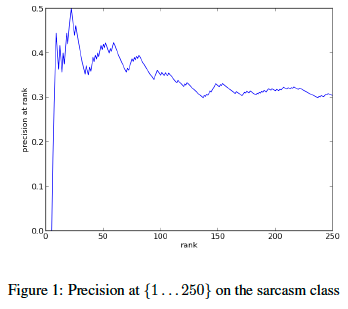 0.5
0.4
0.3
0.2
0.1
0.0
precision at rank
0 50 100 150 200 250
rank
Figure 1: Precision at {1...250} on the sarcasm class